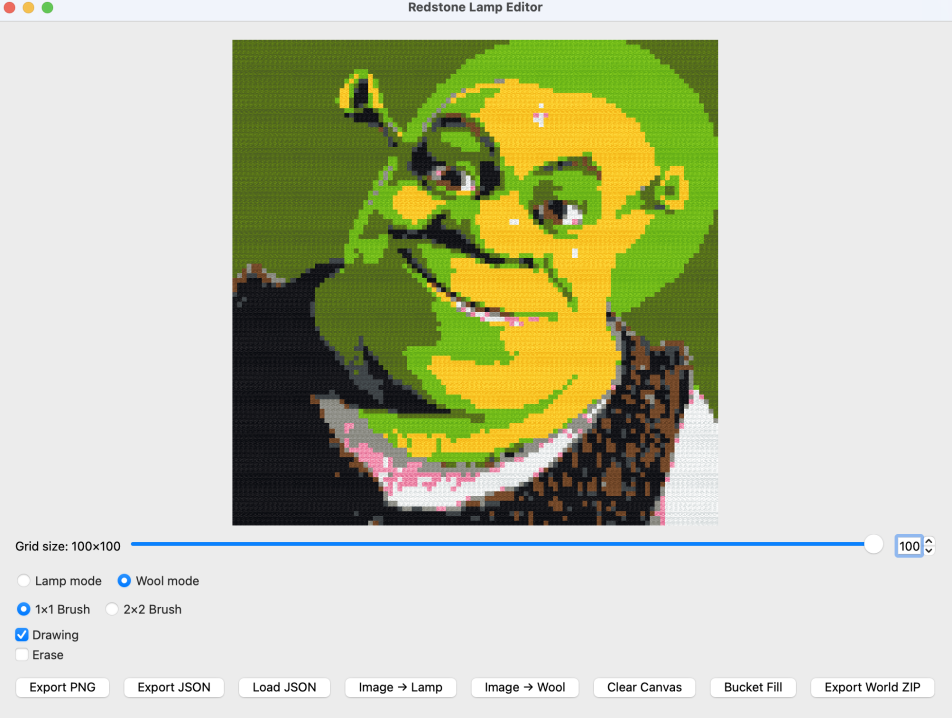 Redstone Lamp Editor
Grid size: 100×100 100
Lamp mode Wool mode
1×1 Brush 2×2 Brush
Drawing
Erase
Export PNG Export JSON Load JSON Image → Lamp Image → Wool Clear Canvas Bucket Fill Export World ZIP